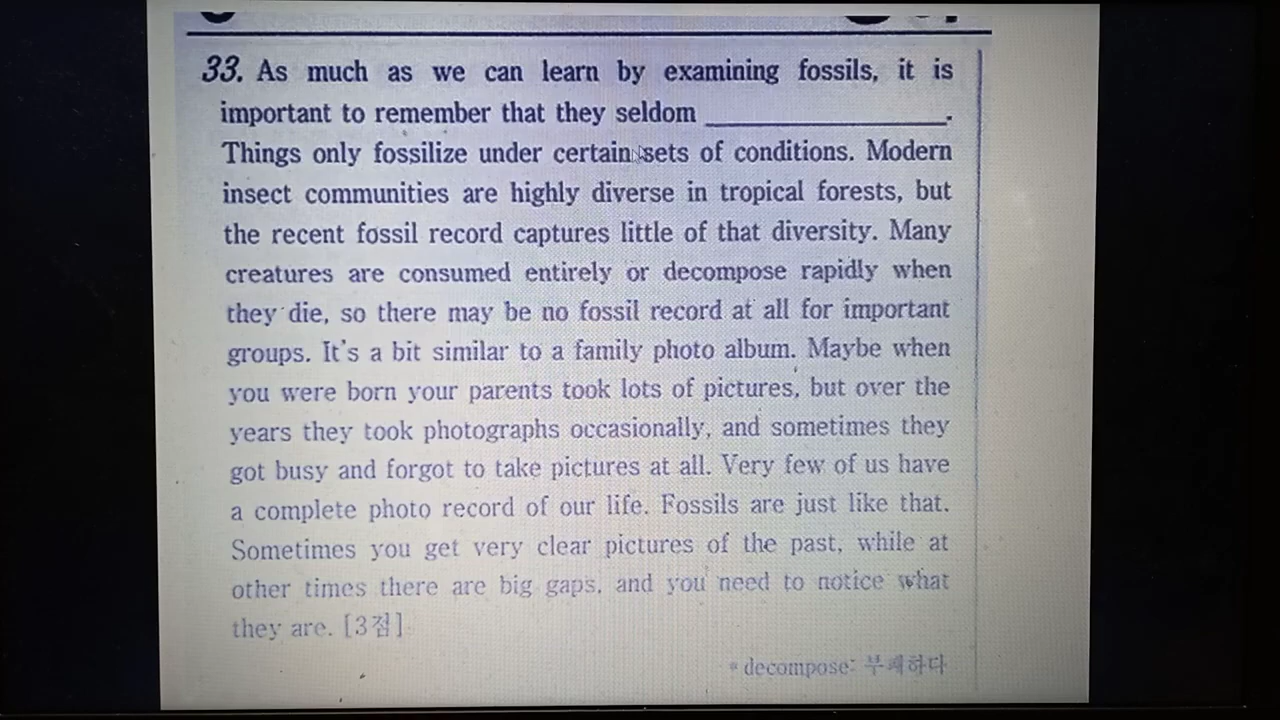 33. As much as we can learn by examining fossils, it is
important to remember that they seldom ____________.
Things only fossilize under certain sets of conditions. Modern
insect communities are highly diverse in tropical forests, but
the recent fossil record captures little of that diversity. Many
creatures are consumed entirely or decompose rapidly when
they die, so there may be no fossil record at all for important
groups. It's a bit similar to a family photo album. Maybe when
you were born your parents took lots of pictures, but over the
years they took photographs occasionally, and sometimes they
got busy and forgot to take pictures at all. Very few of us have
a complete photo record of our life. Fossils are just like that.
Sometimes you get very clear pictures of the past, while at
other times there are big gaps, and you need to notice what
they are. [3점]
* decompose: 부패하다